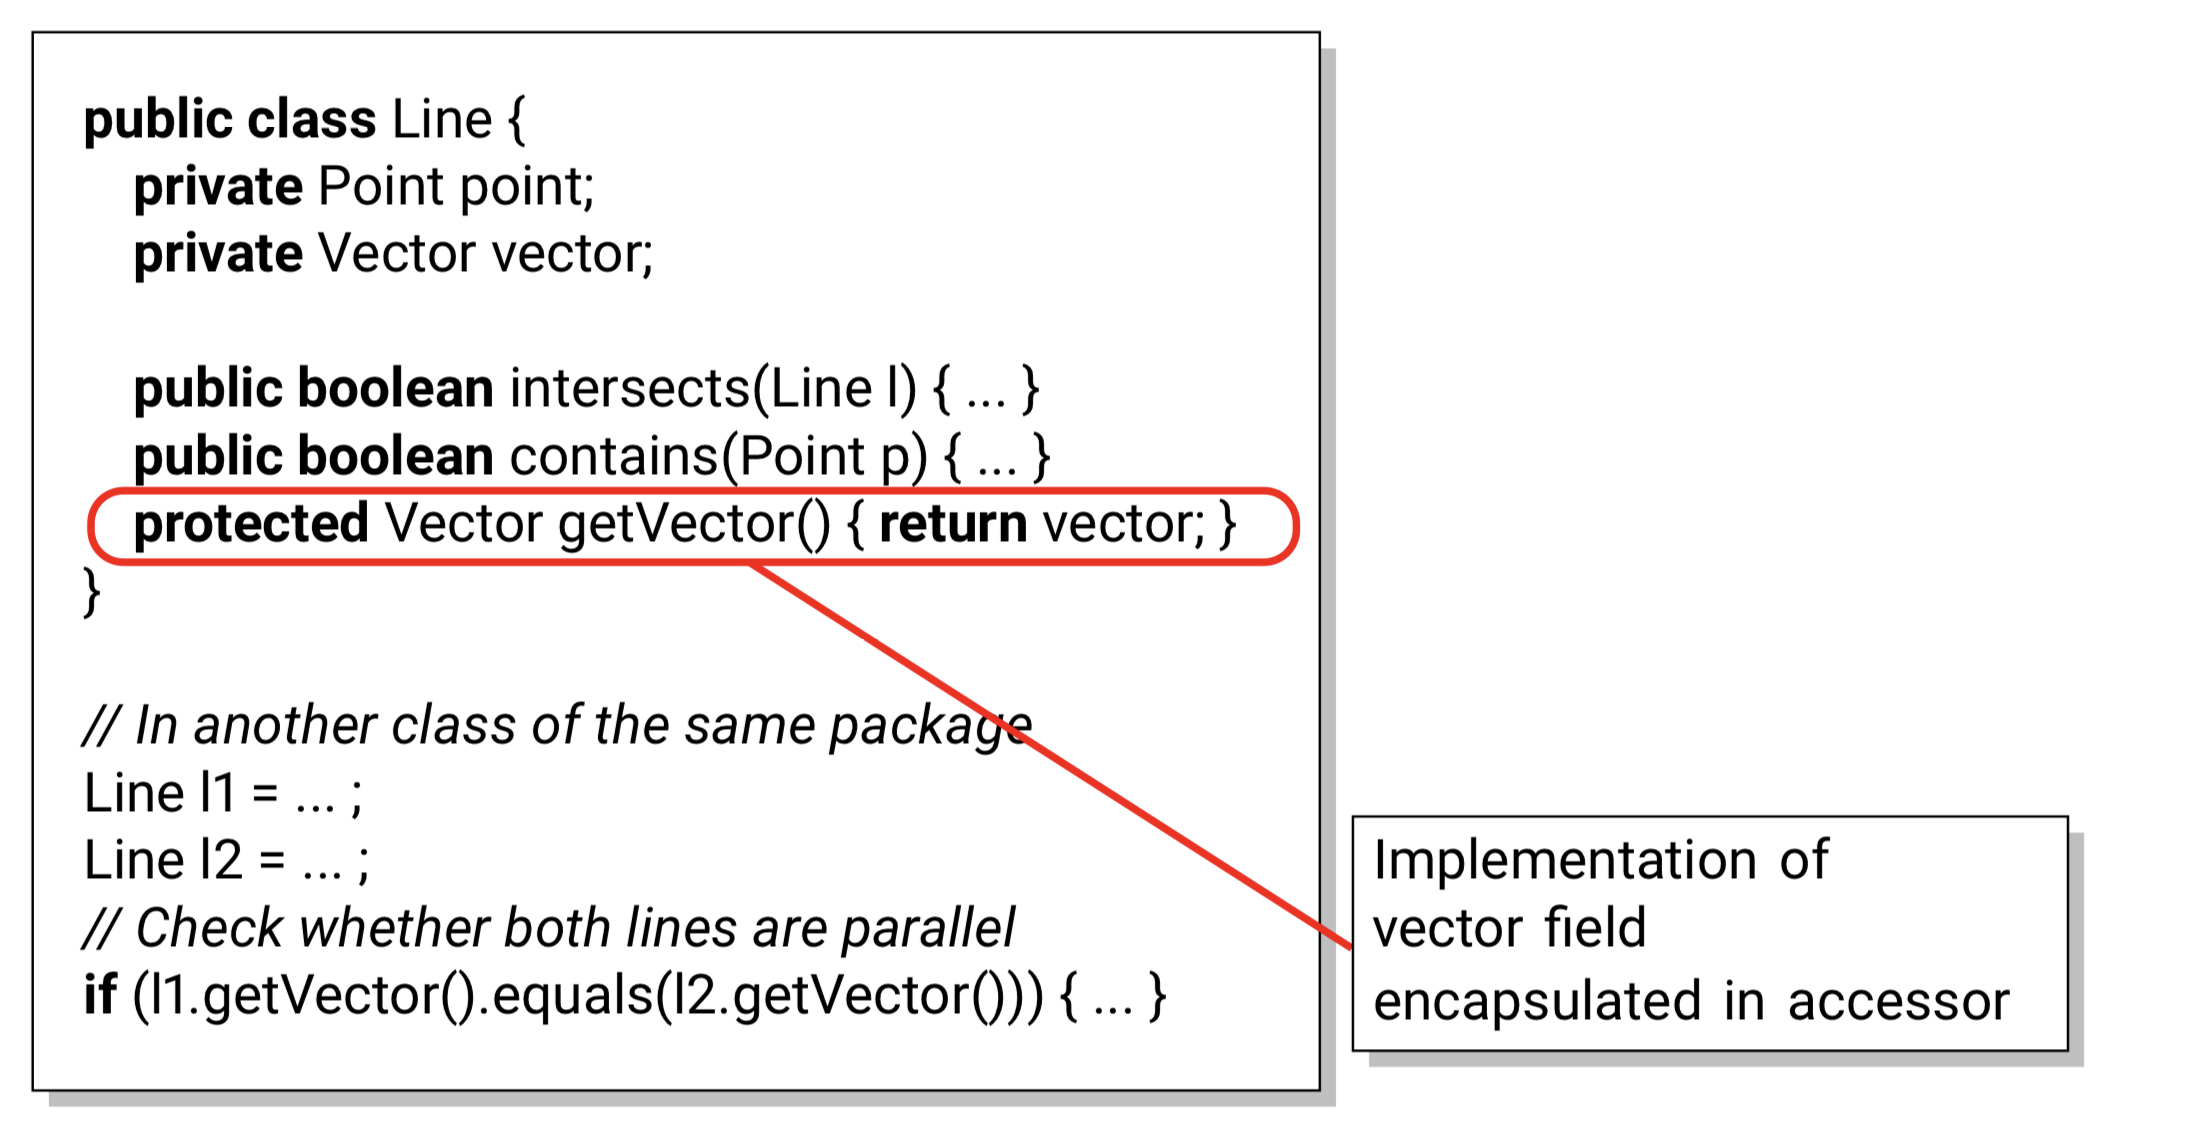 public class Line {
private Point point;
private Vector vector;
public boolean intersects(Line l) { ... }
public boolean contains(Point p) { ... }
protected Vector getVector() { return vector; }
}
// In another class of the same package
Line l1 = ... ;
Line l2 = ... ;
// Check whether both lines are parallel
if (l1.getVector().equals(l2.getVector())) { ... }
Implementation of
vector field
encapsulated in accessor